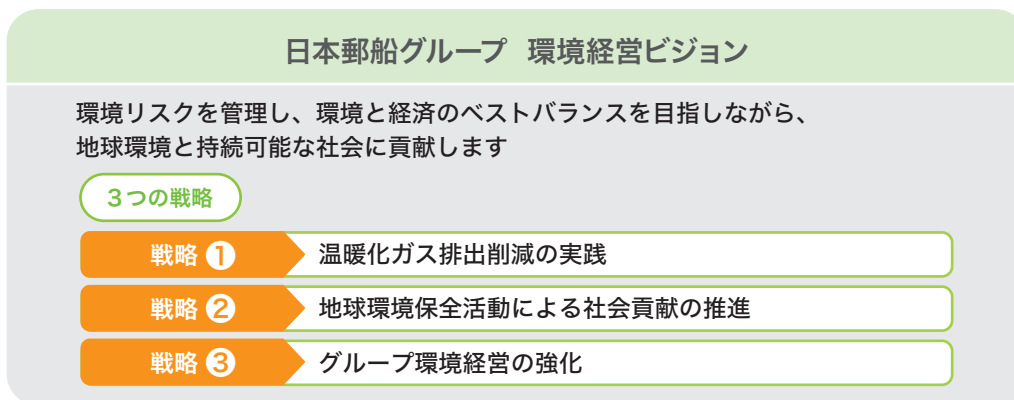 日本郵船グループ 環境経営ビジョン
環境リスクを管理し、環境と経済のベストバランスを目指しながら、
地球環境と持続可能な社会に貢献します
3つの戦略
戦略❶ 温暖化ガス排出削減の実践
戦略❷ 地球環境保全活動による社会貢献の推進
戦略❸ グループ環境経営の強化